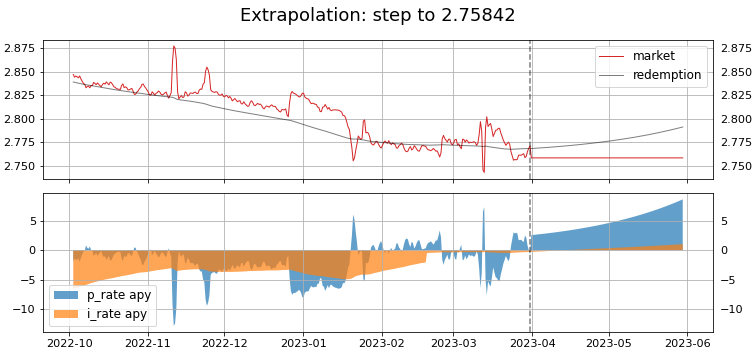 Extrapolation: step to 2.75842
2.875 2.875
2.850 2.850
2.825 2.825
2.800 2.800
2.775 2.775
2.750 2.750
market
redemption
5 5
0 0
−5 −5
−10 −10
p_rate apy
i_rate apy
2022-10 2022-11 2022-12 2023-01 2023-02 2023-03 2023-04 2023-05 2023-06